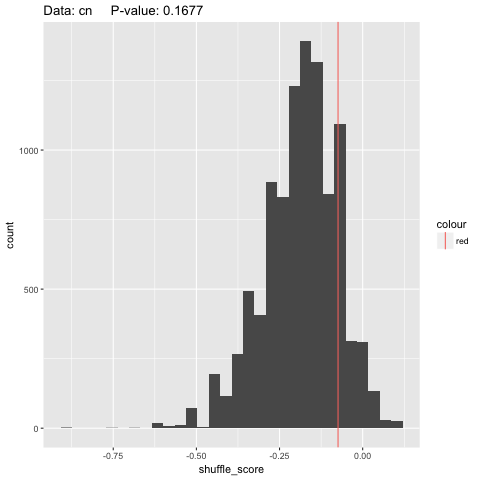 Data: cn P-value: 0.1677
count
1000
500
0
-0.75 -0.50 -0.25 0.00
shuffle_score
colour
red